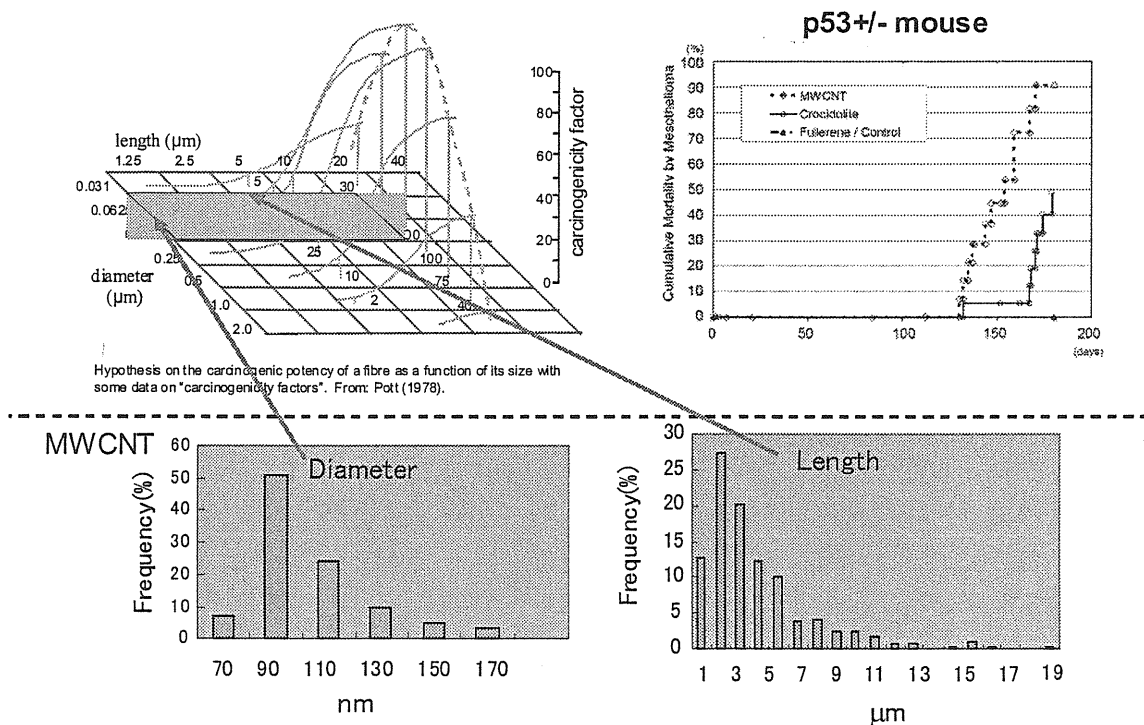 p53+/- mouse
length (μm)
1.25 2.5 5 10 20 40
0.031
0.062
0.25
0.5
1.0
2.0
diameter
(μm)
5
30
25
100
10
75
2
40
100
80
60
40
20
0
carcinogenicity factor
Hypothesis on the carcinogenic potency of a fibre as a function of its size with
some data on "carcinogenicity factors". From: Pott (1978).
(%)
100
90
80
70
60
50
40
30
20
10
0
Cumulative Mortality by Mesothelioma
MWCNT
Crocidolite
Fullerene / Control
0 50 100 150 200
(days)
MWCNT
Diameter
Frequency(%)
60
50
40
30
20
10
0
70 90 110 130 150 170
nm
Length
Frequency(%)
30
25
20
15
10
5
0
1 3 5 7 9 11 13 15 17 19
μm